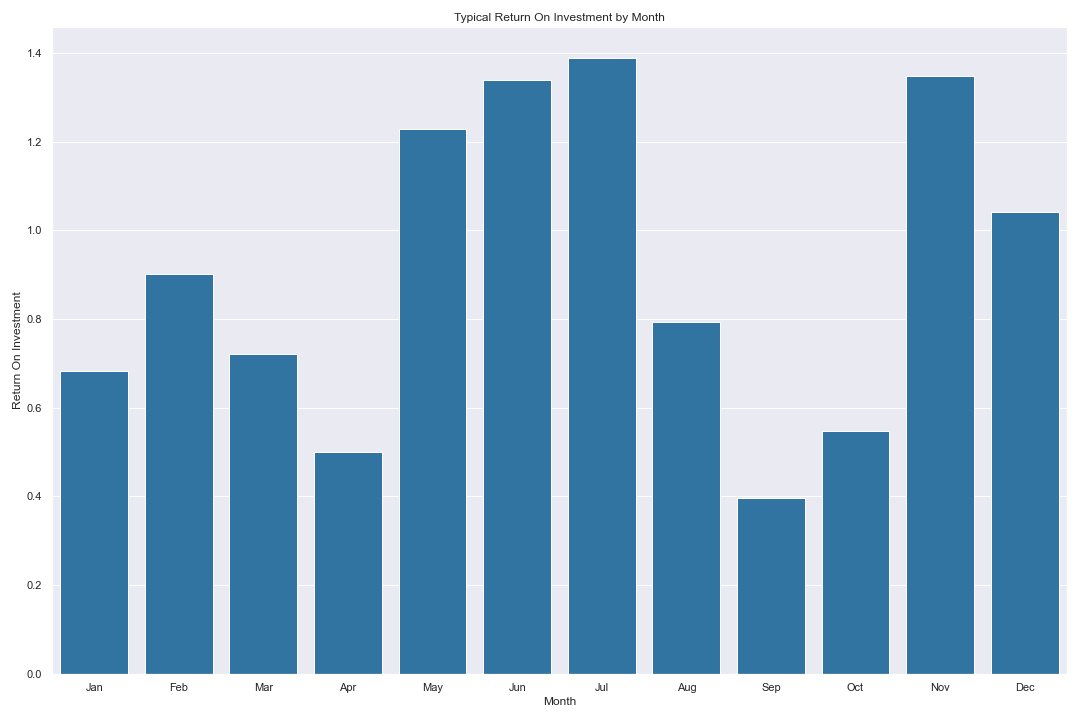 Typical Return On Investment by Month
Return On Investment
1.4
1.2
1.0
0.8
0.6
0.4
0.2
0.0
Jan Feb Mar Apr May Jun Jul Aug Sep Oct Nov Dec
Month